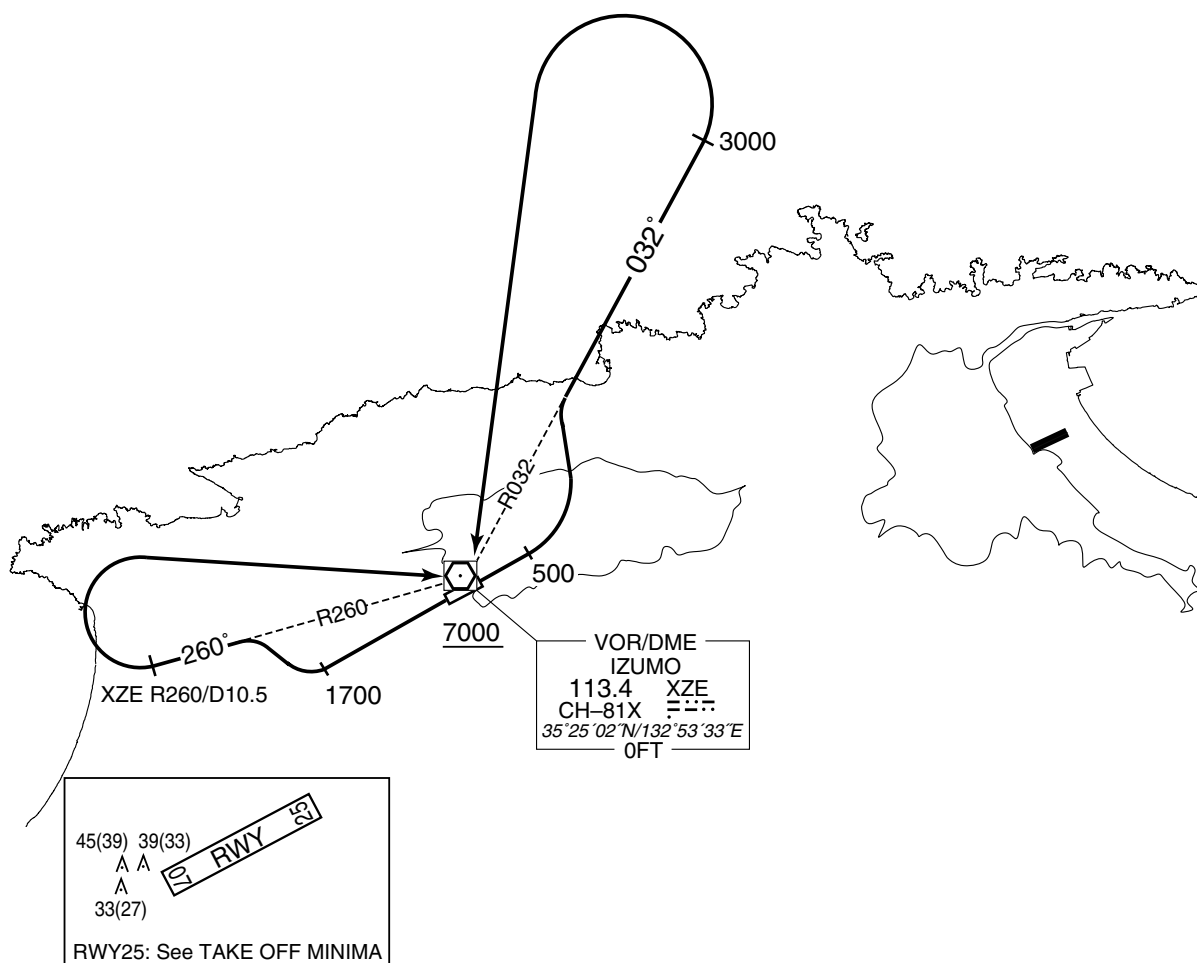 3000
032°
R032
500
R260
260°
7000
XZE R260/D10.5
1700
VOR/DME
IZUMO
113.4 XZE
CH–81X
35°25´02˝N/132°53´33˝E
0FT
45(39) 39(33)
33(27)
07 RWY 25
RWY25: See TAKE OFF MINIMA